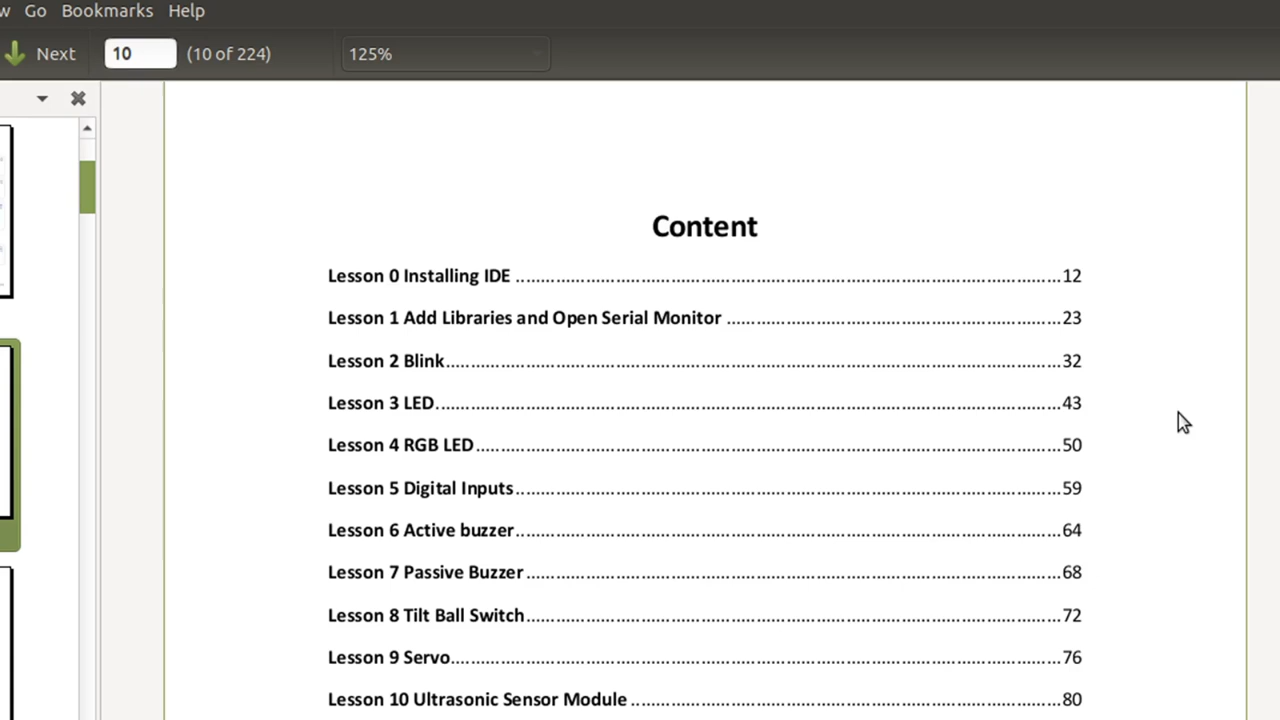 w Go Bookmarks Help
Next 10 (10 of 224) 125%
Content
Lesson 0 Installing IDE ........................................................................................................12
Lesson 1 Add Libraries and Open Serial Monitor ................................................................23
Lesson 2 Blink........................................................................................................................32
Lesson 3 LED.........................................................................................................................43
Lesson 4 RGB LED.................................................................................................................50
Lesson 5 Digital Inputs..........................................................................................................59
Lesson 6 Active buzzer..........................................................................................................64
Lesson 7 Passive Buzzer........................................................................................................68
Lesson 8 Tilt Ball Switch........................................................................................................72
Lesson 9 Servo.......................................................................................................................76
Lesson 10 Ultrasonic Sensor Module ...................................................................................80